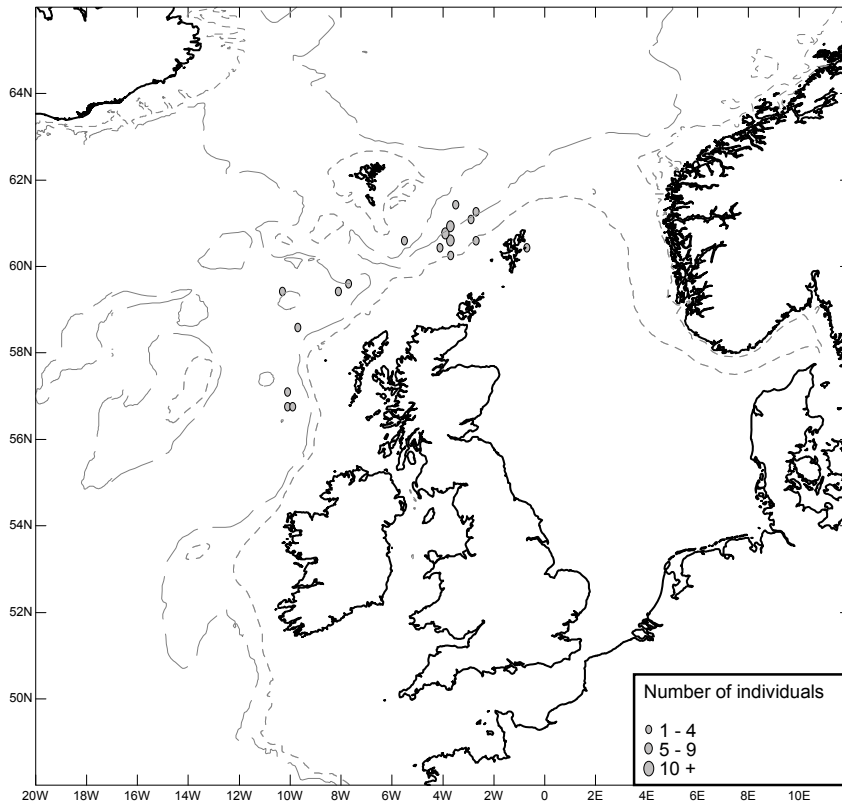 64N
62N
60N
58N
56N
54N
52N
50N
Number of individuals
1 - 4
5 - 9
10 +
20W 18W 16W 14W 12W 10W 8W 6W 4W 2W 0 2E 4E 6E 8E 10E